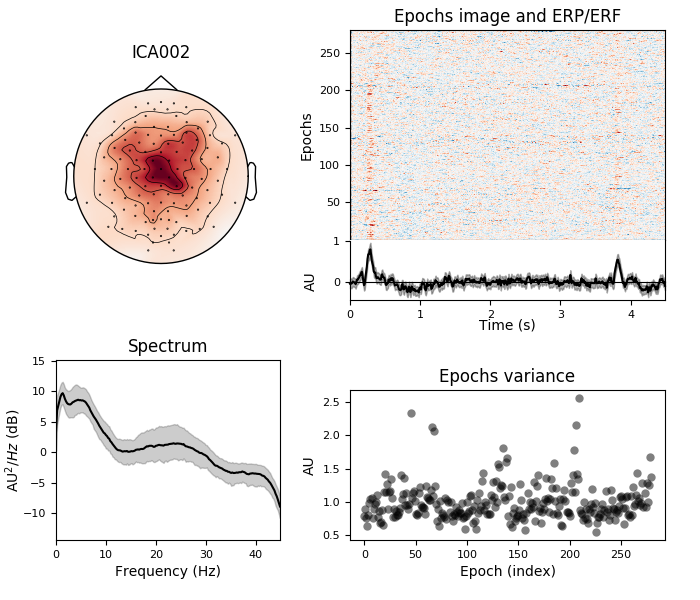 ICA002
Epochs image and ERP/ERF
Epochs
250
200
150
100
50
AU
1
0
0 1 2 3 4
Time (s)
Spectrum
AU²/Hz (dB)
15
10
5
0
−5
−10
0 10 20 30 40
Frequency (Hz)
Epochs variance
AU
2.5
2.0
1.5
1.0
0.5
0 50 100 150 200 250
Epoch (index)